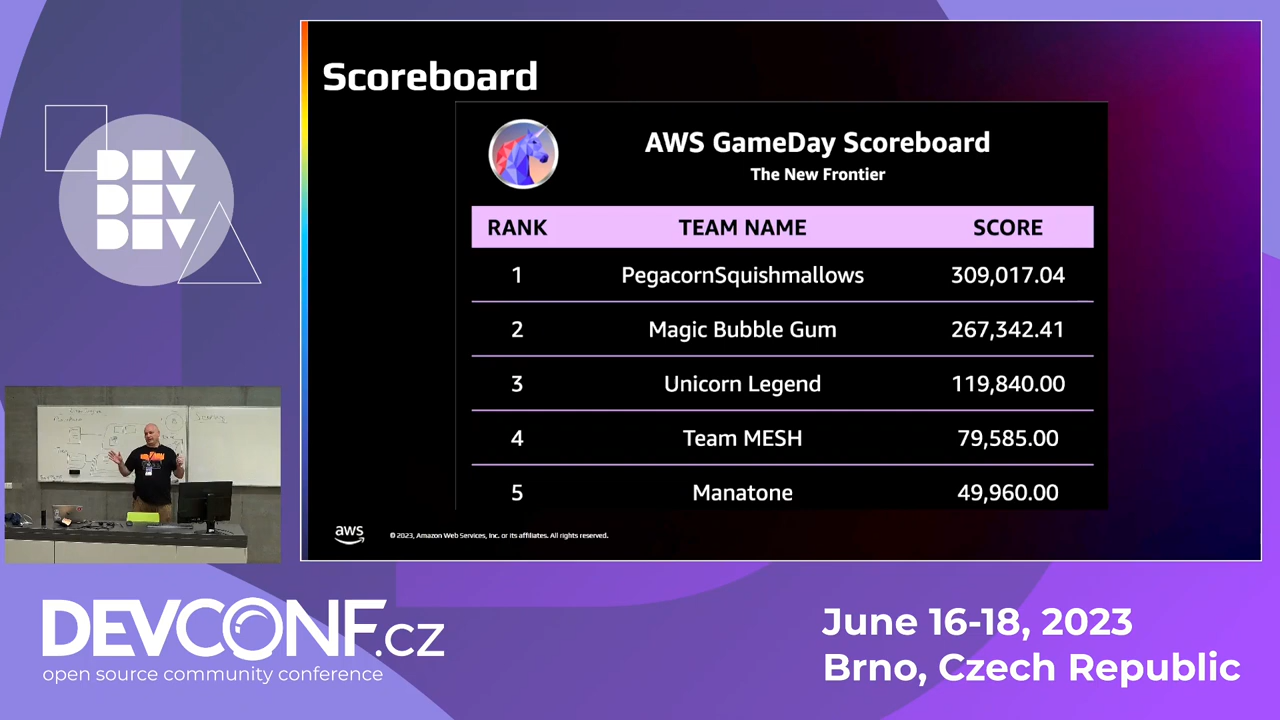 Scoreboard
AWS GameDay Scoreboard
The New Frontier
RANK TEAM NAME SCORE
1 PegacornSquishmallows 309,017.04
2 Magic Bubble Gum 267,342.41
3 Unicorn Legend 119,840.00
4 Team MESH 79,585.00
5 Manatone 49,960.00
aws
© 2023, Amazon Web Services, Inc. or its affiliates. All rights reserved.
DEV
DEV
DEV
DEVCONF.cz
open source community conference
June 16-18, 2023
Brno, Czech Republic